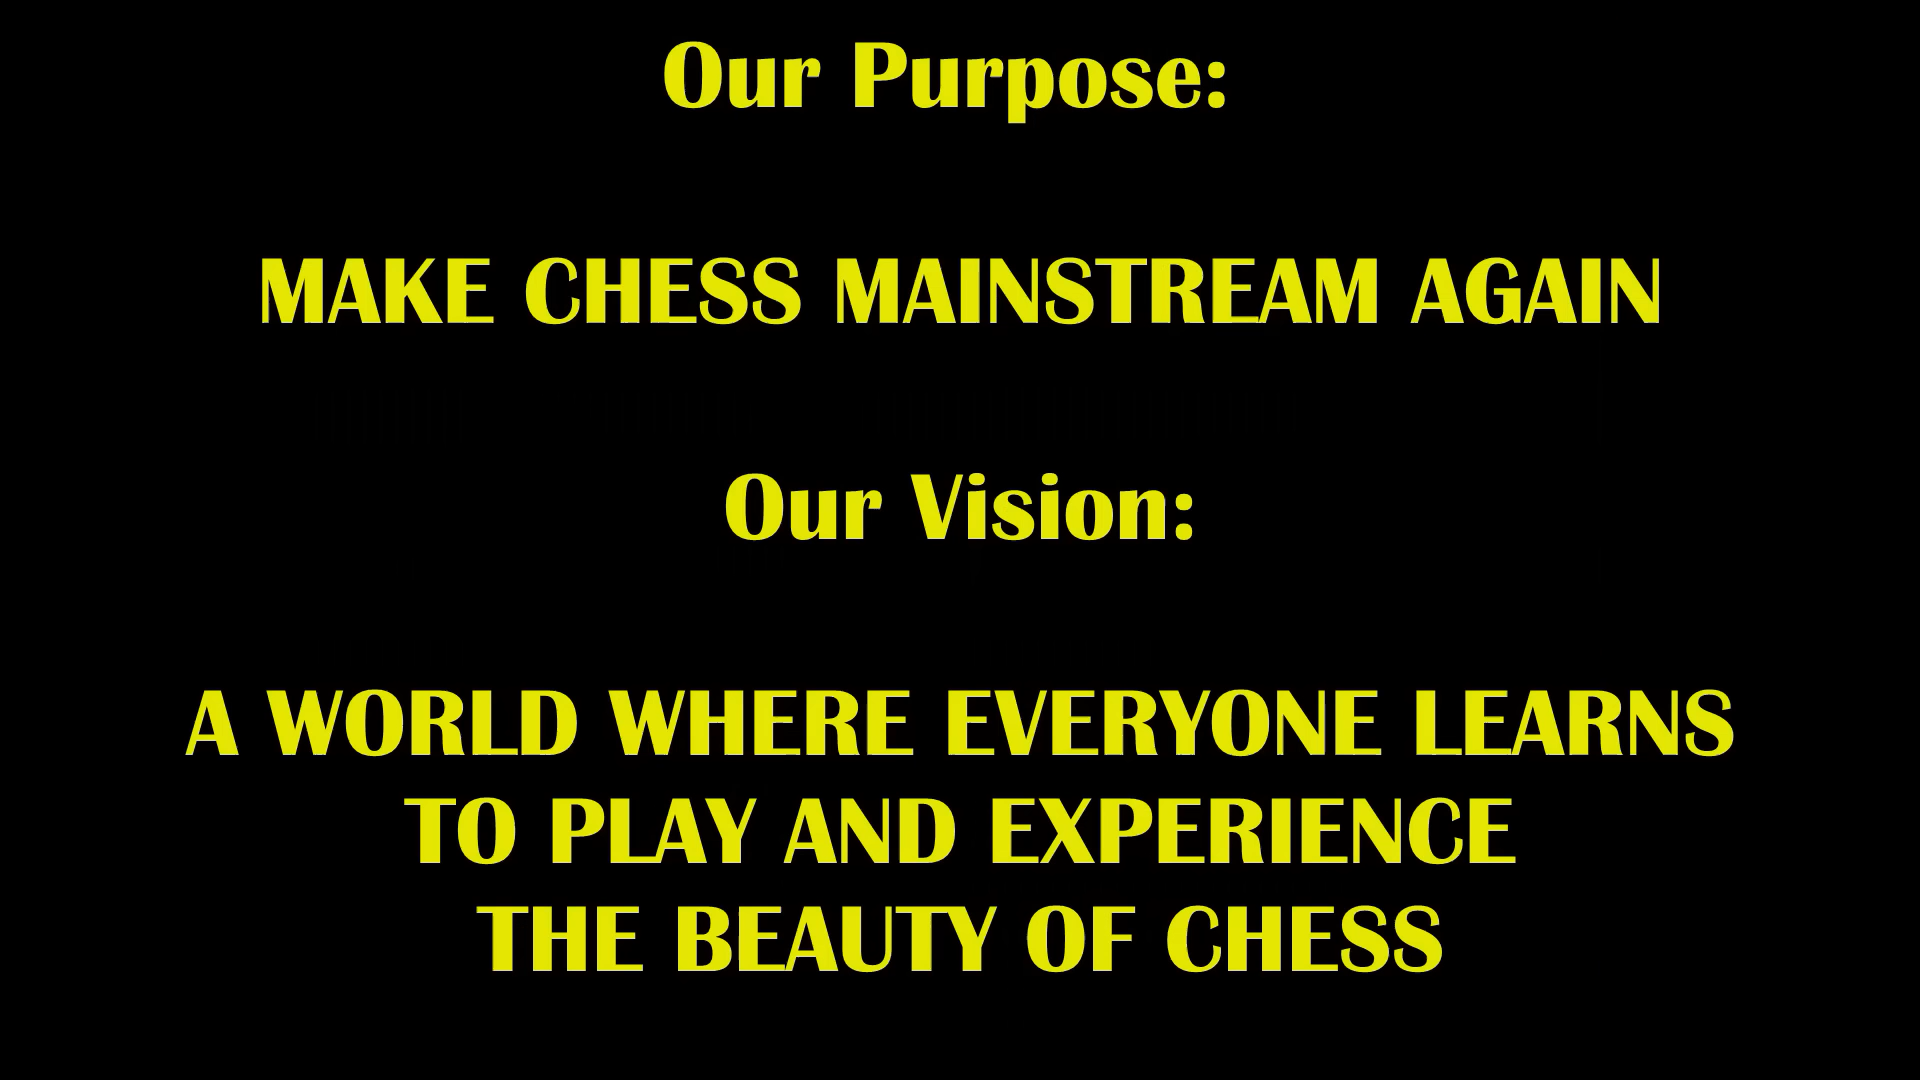 Our Purpose:
MAKE CHESS MAINSTREAM AGAIN
Our Vision:
A WORLD WHERE EVERYONE LEARNS
TO PLAY AND EXPERIENCE
THE BEAUTY OF CHESS